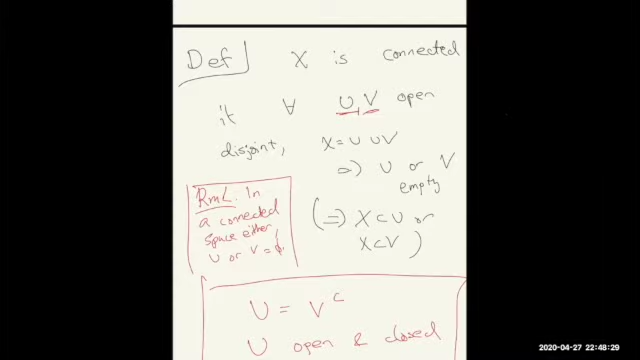 Def X is connected
if ∀ U, V open
disjoint, X = U ∪ V
⇒ U or V
empty
(⇒ X ⊂ U or
X ⊂ V)
Rmk. In
a connected
space either
U or V = ∅.
U = V^c
U open & closed
2020-04-27 22:48:29